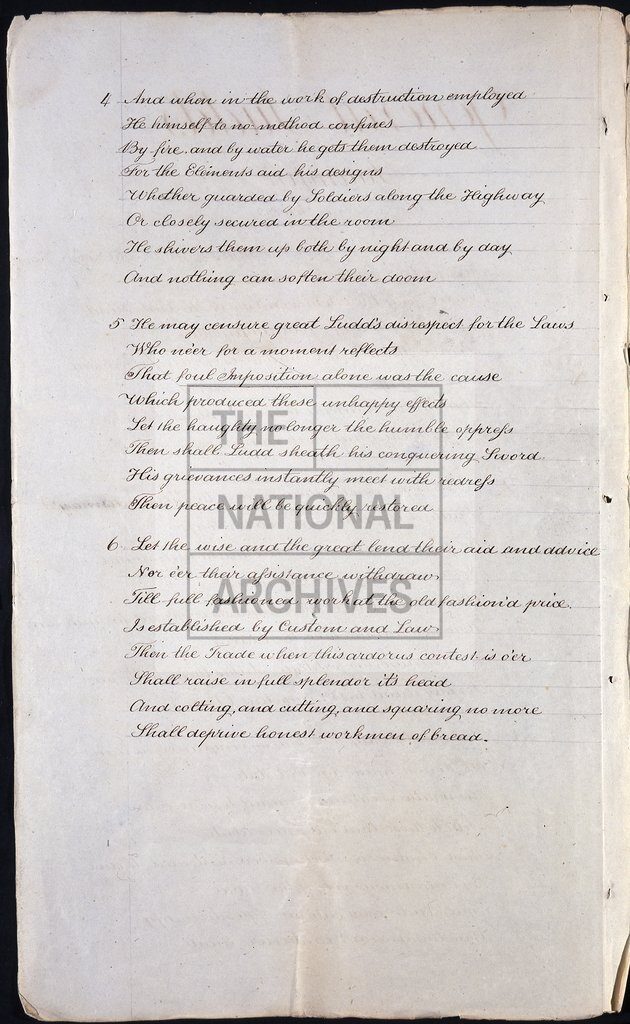 4 And when in the work of destruction employed
He himself to no method confines
By fire and by water he gets them destroyed
For the Elements aid his designs
Whether guarded by Soldiers along the Highway
Or closely secured in the room
He shivers them up both by night and by day
And nothing can soften their doom
5 He may censure great Ludd's disrespect for the Laws
Who ne'er for a moment reflects
That foul Imposition alone was the cause
Which produced these unhappy effects
Let the haughty no longer the humble oppress
Then shall Ludd sheath his conquering Sword
His grievances instantly meet with redress
Then peace will be quickly restored
6 Let the wise and the great lend their aid and advice
Nor e'er their assistance withdraw
Till full fashioned work at the old fashion'd price
Is established by Custom and Law
Then the Trade when this ardorus contest is o'er
Shall raise in full splendor it's head
And colting, and cutting, and squaring no more
Shall deprive honest workmen of bread.
THE
NATIONAL
ARCHIVES